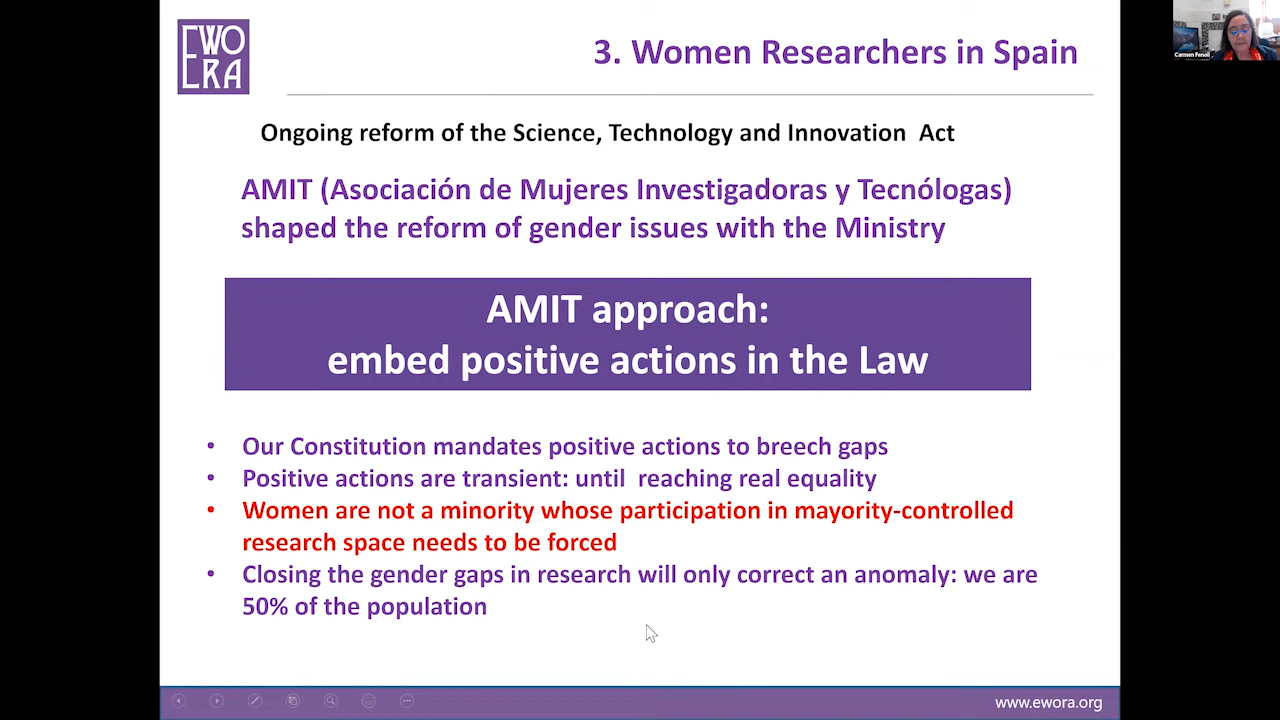 EWO
ERA
3. Women Researchers in Spain
Carmen Fenoll
Ongoing reform of the Science, Technology and Innovation Act
AMIT (Asociación de Mujeres Investigadoras y Tecnólogas)
shaped the reform of gender issues with the Ministry
AMIT approach:
embed positive actions in the Law
• Our Constitution mandates positive actions to breech gaps
• Positive actions are transient: until reaching real equality
• Women are not a minority whose participation in mayority-controlled
research space needs to be forced
• Closing the gender gaps in research will only correct an anomaly: we are
50% of the population
www.ewora.org